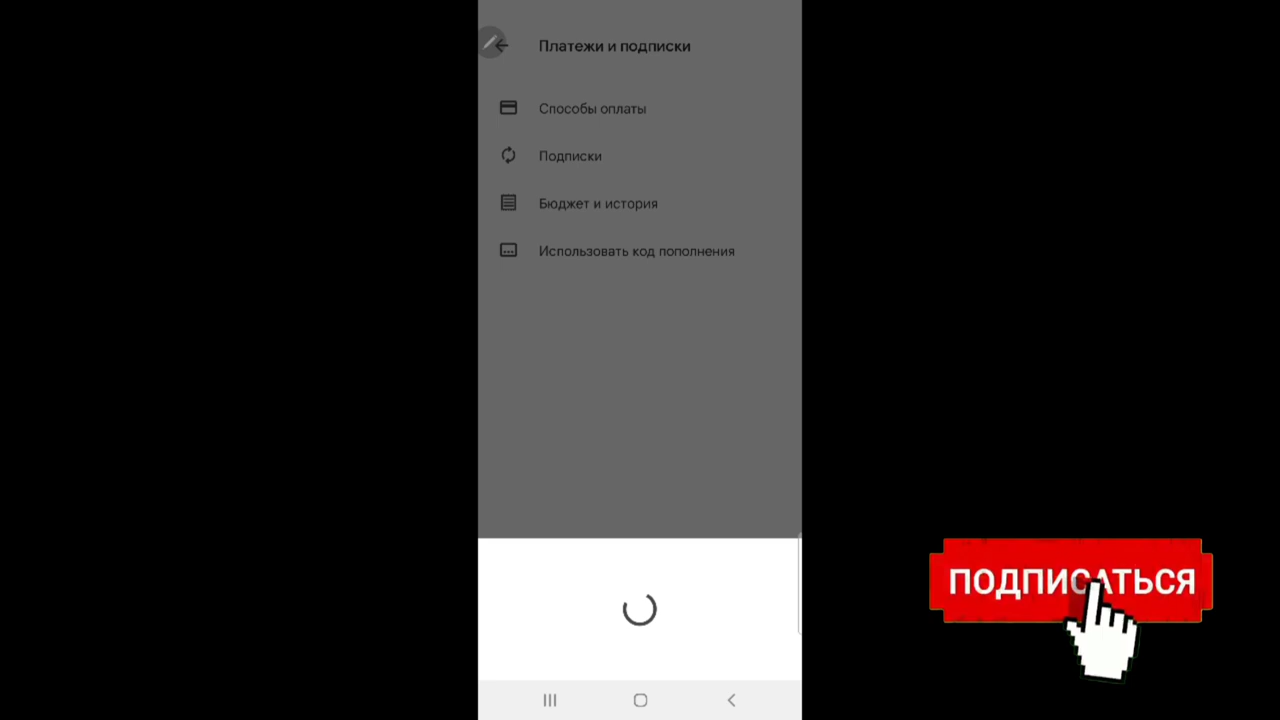 Платежи и подписки
Способы оплаты
Подписки
Бюджет и история
Использовать код пополнения
ПОДПИСАТЬСЯ